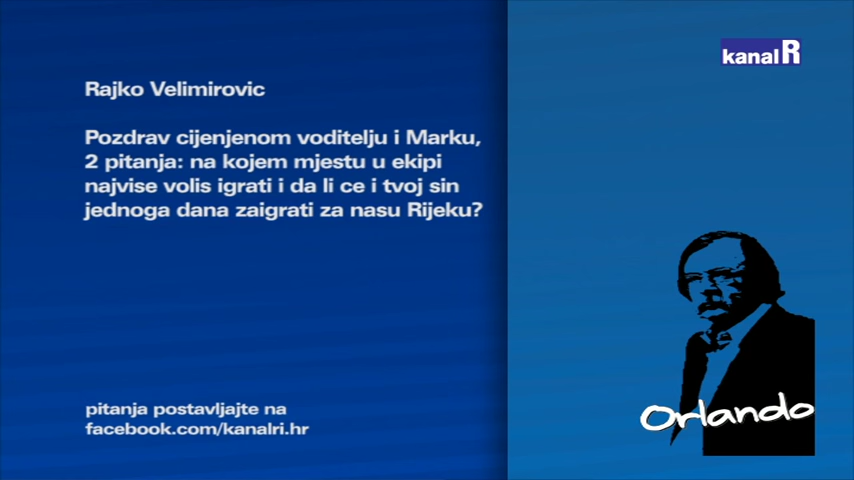 kanal R
Rajko Velimirovic
Pozdrav cijenjenom voditelju i Marku,
2 pitanja: na kojem mjestu u ekipi
najvise volis igrati i da li ce i tvoj sin
jednoga dana zaigrati za nasu Rijeku?
pitanja postavljajte na
facebook.com/kanalri.hr
Orlando